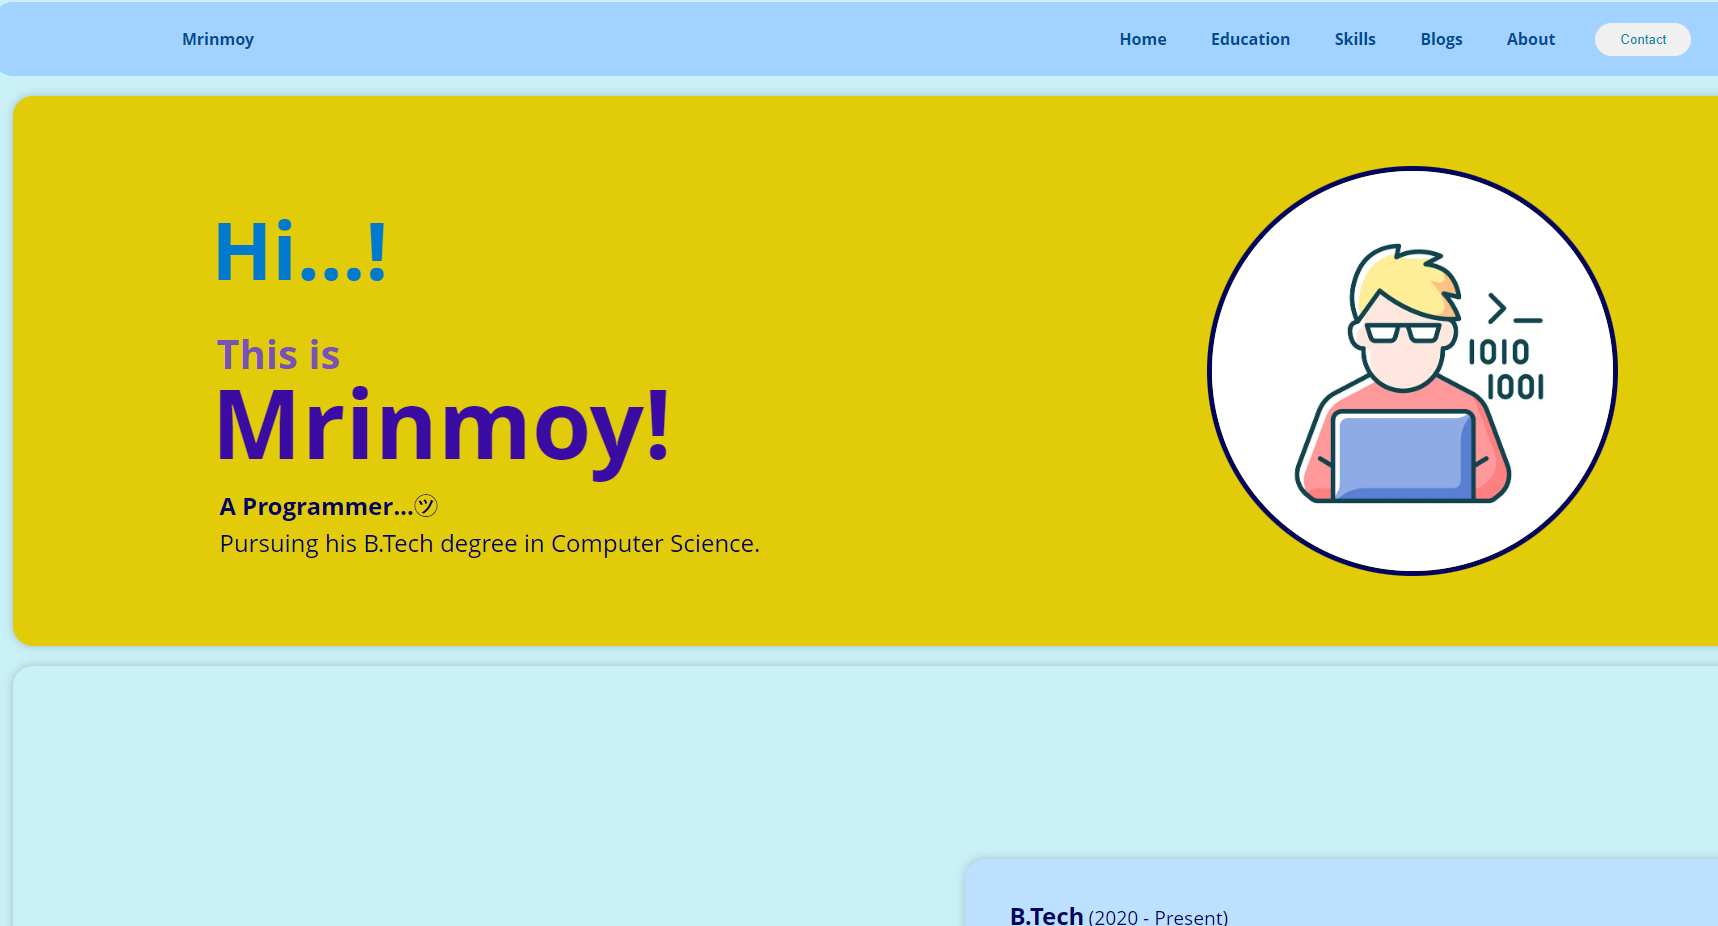 Mrinmoy
Home Education Skills Blogs About Contact
Hi...!
This is
Mrinmoy!
A Programmer...㋡
Pursuing his B.Tech degree in Computer Science.
>_
1010
1001
B.Tech (2020 - Present)